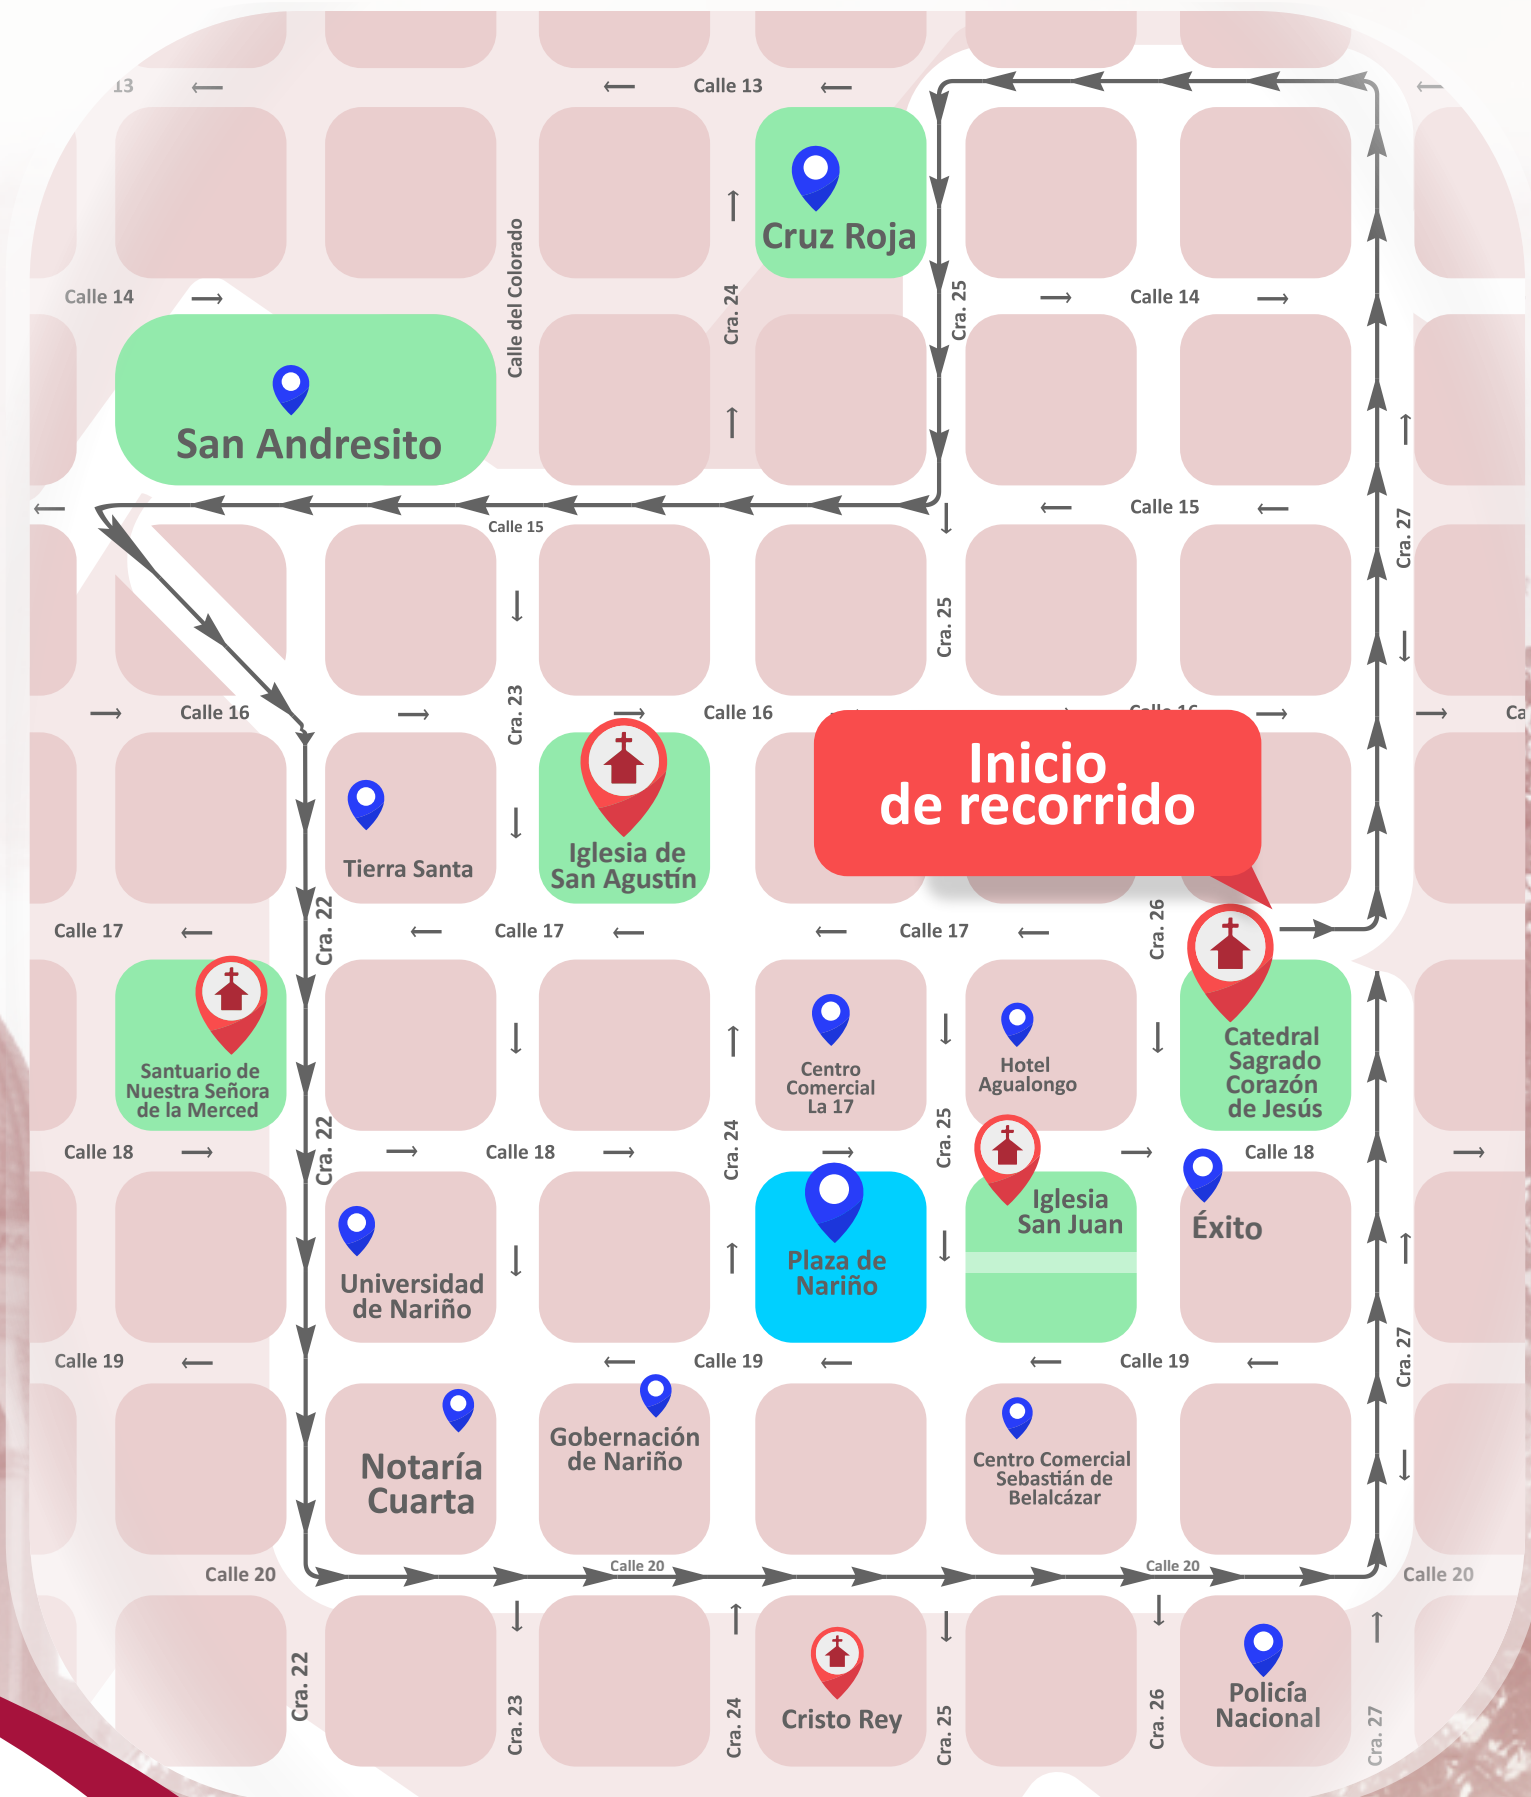 13
Calle 13
Cruz Roja
Calle del Colorado
Cra. 24
Cra. 25
Calle 14
Calle 14
San Andresito
Calle 15
Calle 15
Cra. 27
Cra. 25
Cra. 23
Calle 16
Calle 16
Calle 16
Ca
Inicio
de recorrido
Tierra Santa
Iglesia de
San Agustín
Cra. 22
Cra. 26
Calle 17
Calle 17
Calle 17
Santuario de
Nuestra Señora
de la Merced
Centro
Comercial
La 17
Hotel
Agualongo
Catedral
Sagrado
Corazón
de Jesús
Cra. 22
Cra. 24
Cra. 25
Calle 18
Calle 18
Calle 18
Universidad
de Nariño
Plaza de
Nariño
Iglesia
San Juan
Éxito
Calle 19
Calle 19
Calle 19
Cra. 27
Notaría
Cuarta
Gobernación
de Nariño
Centro Comercial
Sebastián de
Belalcázar
Calle 20
Calle 20
Calle 20
Calle 20
Cra. 22
Cra. 23
Cra. 24
Cristo Rey
Cra. 25
Cra. 26
Policía
Nacional
Cra. 27